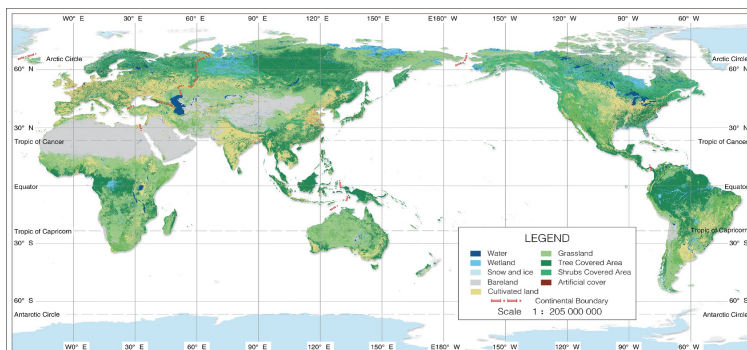 W0° E 30° E 60° E 90° E 120° E 150° E E180° W 150° W 120° W 90° W 60° W
Arctic Circle Arctic Circle
60° N 60° N
30° N 30° N
Tropic of Cancer Tropic of Cancer
Equator Equator
Tropic of Capricorn Tropic of Capricorn
30° S 30° S
LEGEND
Water Grassland
Wetland Tree Covered Area
Snow and ice Shrubs Covered Area
Bareland Artificial cover
Cultivated land
Continental Boundary
Scale 1 : 205 000 000
60° S 60° S
Antarctic Circle Antarctic Circle
W0° E 30° E 60° E 90° E 120° E 150° E E180° W 150° W 120° W 90° W 60° W